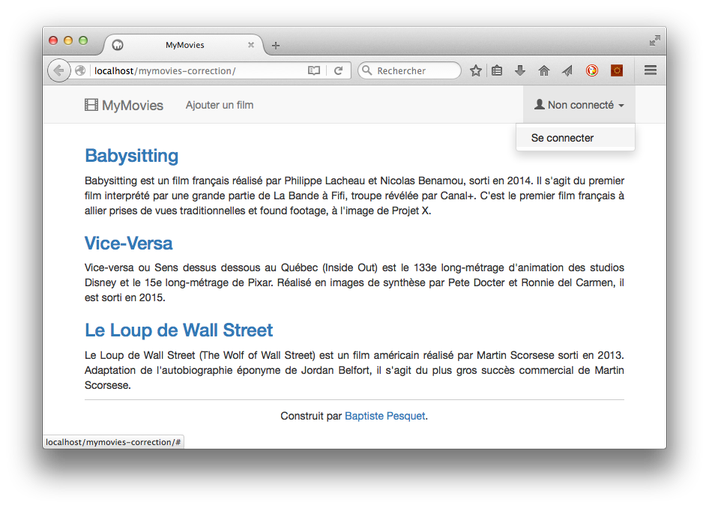 MyMovies
localhost/mymovies-correction/
Rechercher
MyMovies
Ajouter un film
Non connecté
Se connecter
Babysitting
Babysitting est un film français réalisé par Philippe Lacheau et Nicolas Benamou, sorti en 2014. Il s'agit du premier
film interprété par une grande partie de La Bande à Fifi, troupe révélée par Canal+. C'est le premier film français à
allier prises de vues traditionnelles et found footage, à l'image de Projet X.
Vice-Versa
Vice-versa ou Sens dessus dessous au Québec (Inside Out) est le 133e long-métrage d'animation des studios
Disney et le 15e long-métrage de Pixar. Réalisé en images de synthèse par Pete Docter et Ronnie del Carmen, il
est sorti en 2015.
Le Loup de Wall Street
Le Loup de Wall Street (The Wolf of Wall Street) est un film américain réalisé par Martin Scorsese sorti en 2013.
Adaptation de l'autobiographie éponyme de Jordan Belfort, il s'agit du plus gros succès commercial de Martin
Scorsese.
Construit par Baptiste Pesquet.
localhost/mymovies-correction/#